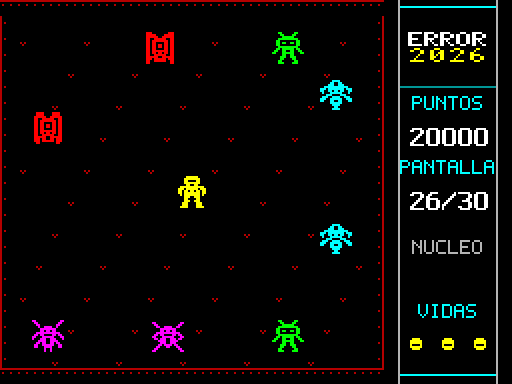 ERROR
2026
PUNTOS
20000
PANTALLA
26/30
NUCLEO
VIDAS